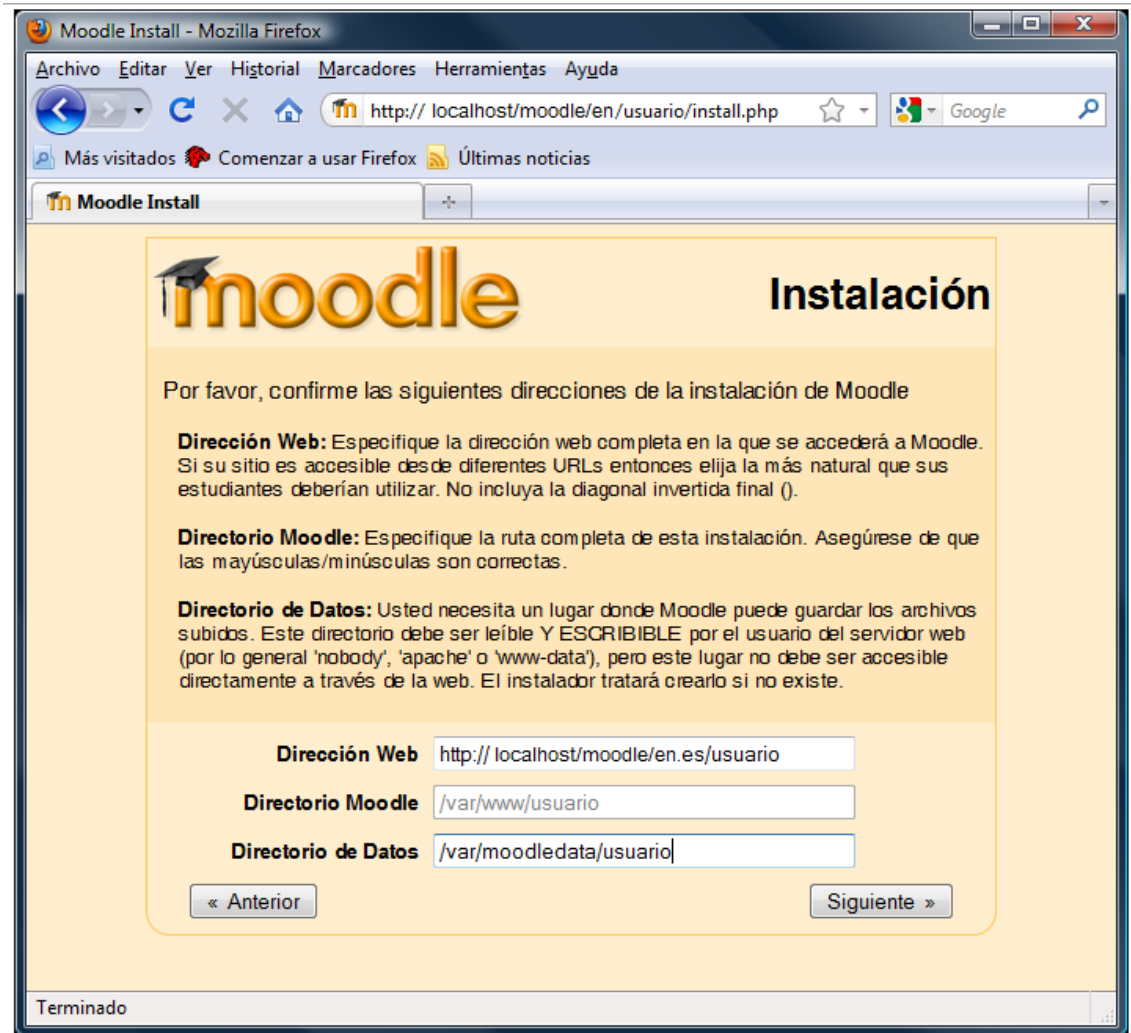 Moodle Install - Mozilla Firefox
Archivo Editar Ver Historial Marcadores Herramientas Ayuda
http:// localhost/moodle/en/usuario/install.php
Google
Más visitados Comenzar a usar Firefox Últimas noticias
Moodle Install
moodle
Instalación
Por favor, confirme las siguientes direcciones de la instalación de Moodle
Dirección Web: Especifique la dirección web completa en la que se accederá a Moodle.
Si su sitio es accesible desde diferentes URLs entonces elija la más natural que sus
estudiantes deberían utilizar. No incluya la diagonal invertida final ().
Directorio Moodle: Especifique la ruta completa de esta instalación. Asegúrese de que
las mayúsculas/minúsculas son correctas.
Directorio de Datos: Usted necesita un lugar donde Moodle puede guardar los archivos
subidos. Este directorio debe ser leíble Y ESCRIBIBLE por el usuario del servidor web
(por lo general 'nobody', 'apache' o 'www-data'), pero este lugar no debe ser accesible
directamente a través de la web. El instalador tratará crearlo si no existe.
Dirección Web http:// localhost/moodle/en.es/usuario
Directorio Moodle /var/www/usuario
Directorio de Datos /var/moodledata/usuario
« Anterior
Siguiente »
Terminado